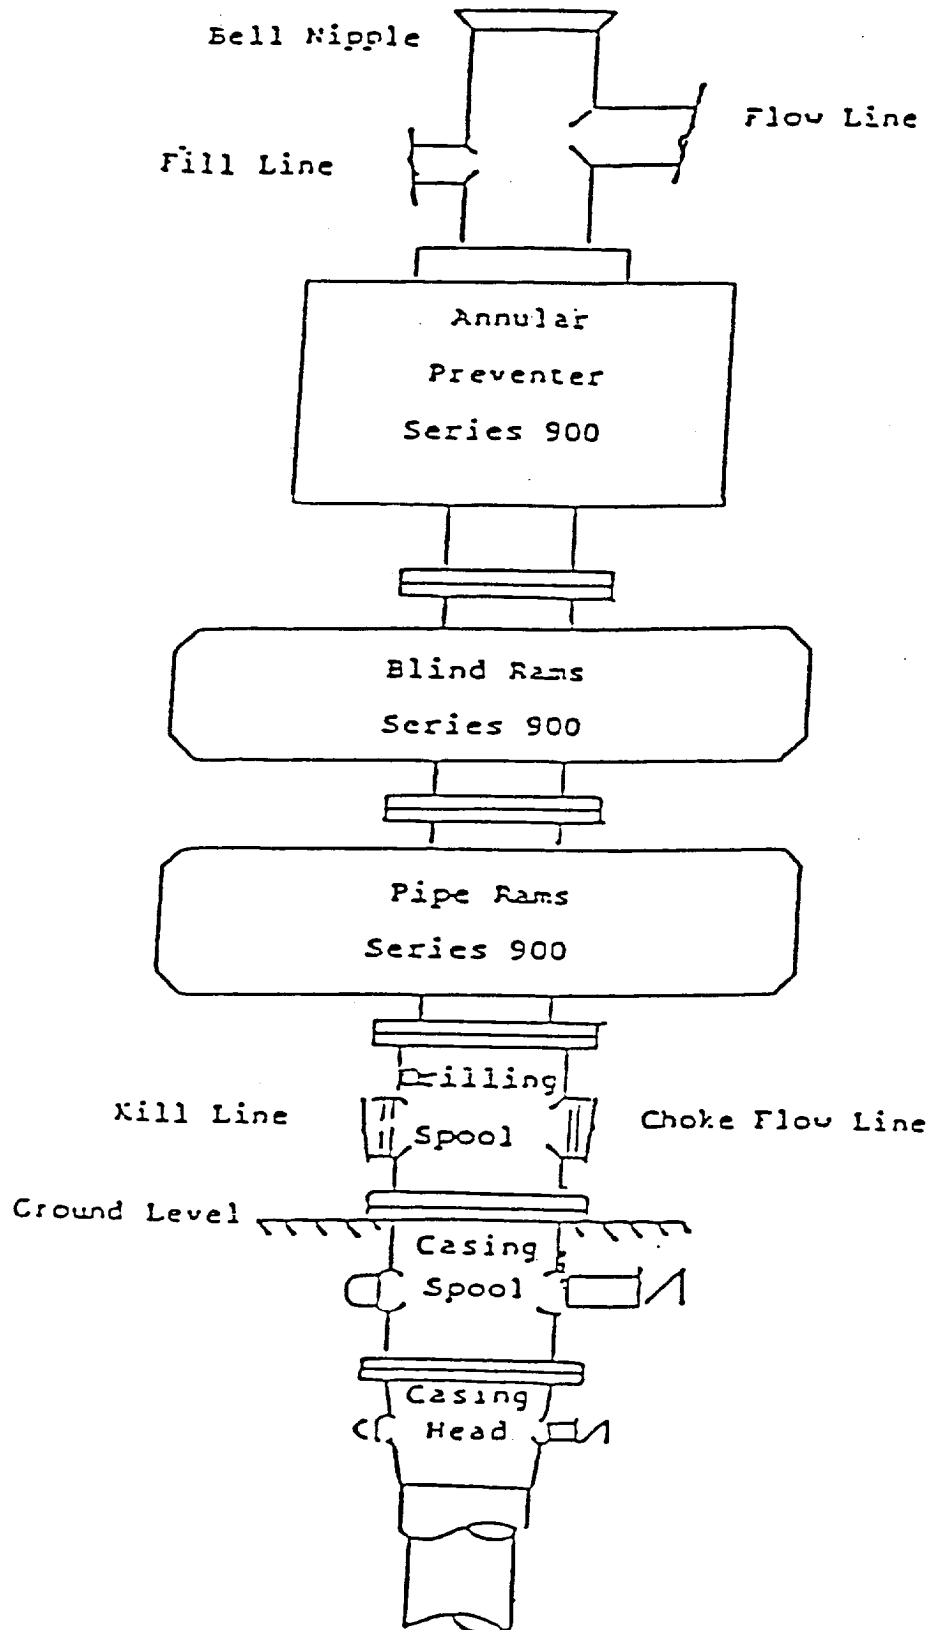 Bell Nipple
Flow Line
Fill Line
Annular
Preventer
Series 900
Blind Rams
Series 900
Pipe Rams
Series 900
Drilling
Kill Line
Spool
Choke Flow Line
Ground Level
Casing
Spool
Casing
Head